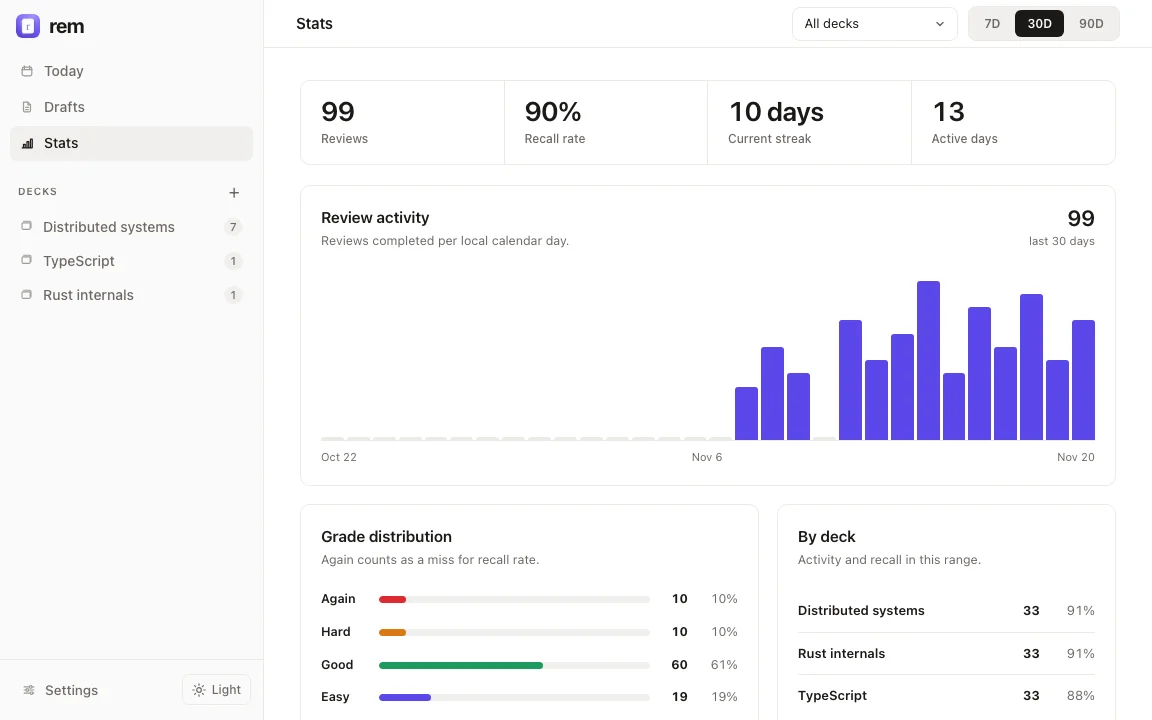 r rem
Today
Drafts
Stats
DECKS
Distributed systems 7
TypeScript 1
Rust internals 1
Settings
Light
Stats
All decks
7D 30D 90D
99
Reviews
90%
Recall rate
10 days
Current streak
13
Active days
Review activity
Reviews completed per local calendar day.
99
last 30 days
Oct 22
Nov 6
Nov 20
Grade distribution
Again counts as a miss for recall rate.
Again 10 10%
Hard 10 10%
Good 60 61%
Easy 19 19%
By deck
Activity and recall in this range.
Distributed systems 33 91%
Rust internals 33 91%
TypeScript 33 88%